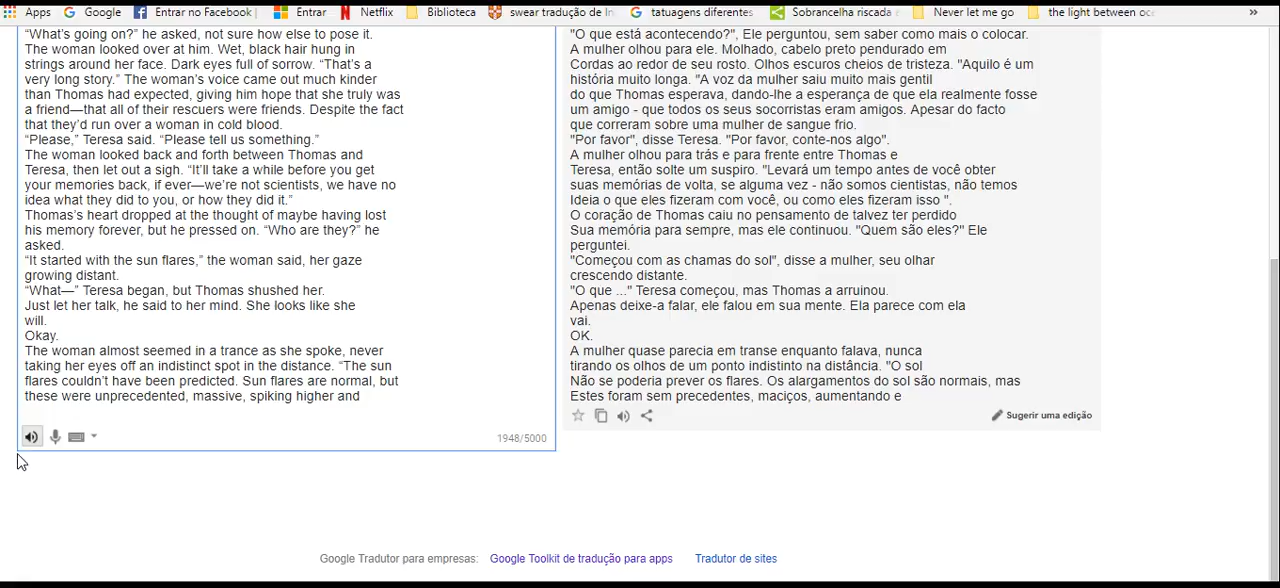 Apps Google Entrar no Facebook Entrar Netflix Biblioteca swear tradução de In tatuagens diferentes Sobrancelha riscada Never let me go the light between oce »
“What’s going on?” he asked, not sure how else to pose it.
The woman looked over at him. Wet, black hair hung in
strings around her face. Dark eyes full of sorrow. “That’s a
very long story.” The woman’s voice came out much kinder
than Thomas had expected, giving him hope that she truly was
a friend—that all of their rescuers were friends. Despite the fact
that they’d run over a woman in cold blood.
“Please,” Teresa said. “Please tell us something.”
The woman looked back and forth between Thomas and
Teresa, then let out a sigh. “It’ll take a while before you get
your memories back, if ever—we’re not scientists, we have no
idea what they did to you, or how they did it.”
Thomas’s heart dropped at the thought of maybe having lost
his memory forever, but he pressed on. “Who are they?” he
asked.
“It started with the sun flares,” the woman said, her gaze
growing distant.
“What—” Teresa began, but Thomas shushed her.
Just let her talk, he said to her mind. She looks like she
will.
Okay.
The woman almost seemed in a trance as she spoke, never
taking her eyes off an indistinct spot in the distance. “The sun
flares couldn’t have been predicted. Sun flares are normal, but
these were unprecedented, massive, spiking higher and
1948/5000
"O que está acontecendo?", Ele perguntou, sem saber como mais o colocar.
A mulher olhou para ele. Molhado, cabelo preto pendurado em
Cordas ao redor de seu rosto. Olhos escuros cheios de tristeza. "Aquilo é um
história muito longa. "A voz da mulher saiu muito mais gentil
do que Thomas esperava, dando-lhe a esperança de que ela realmente fosse
um amigo - que todos os seus socorristas eram amigos. Apesar do facto
que correram sobre uma mulher de sangue frio.
"Por favor", disse Teresa. "Por favor, conte-nos algo".
A mulher olhou para trás e para frente entre Thomas e
Teresa, então solte um suspiro. "Levará um tempo antes de você obter
suas memórias de volta, se alguma vez - não somos cientistas, não temos
Ideia o que eles fizeram com você, ou como eles fizeram isso ".
O coração de Thomas caiu no pensamento de talvez ter perdido
Sua memória para sempre, mas ele continuou. "Quem são eles?" Ele
perguntei.
"Começou com as chamas do sol", disse a mulher, seu olhar
crescendo distante.
"O que ..." Teresa começou, mas Thomas a arruinou.
Apenas deixe-a falar, ele falou em sua mente. Ela parece com ela
vai.
OK.
A mulher quase parecia em transe enquanto falava, nunca
tirando os olhos de um ponto indistinto na distância. "O sol
Não se poderia prever os flares. Os alargamentos do sol são normais, mas
Estes foram sem precedentes, maciços, aumentando e
Sugerir uma edição
Google Tradutor para empresas: Google Toolkit de tradução para apps Tradutor de sites